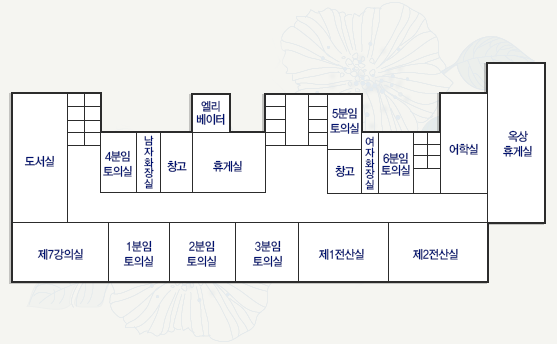 엘리
베이터
5분임
토의실
옥상
휴게실
도서실
4분임
토의실
남자화장실
창고
휴게실
창고
여자화장실
6분임
토의실
어학실
제7강의실
1분임
토의실
2분임
토의실
3분임
토의실
제1전산실
제2전산실